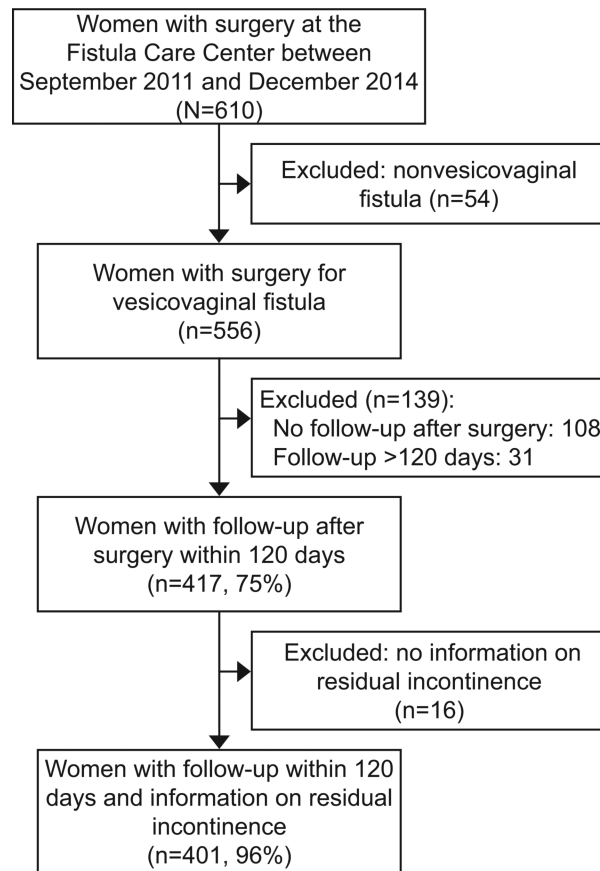 Women with surgery at the
Fistula Care Center between
September 2011 and December 2014
(N=610)
Excluded: nonvesicovaginal
fistula (n=54)
Women with surgery for
vesicovaginal fistula
(n=556)
Excluded (n=139):
No follow-up after surgery: 108
Follow-up >120 days: 31
Women with follow-up after
surgery within 120 days
(n=417, 75%)
Excluded: no information on
residual incontinence
(n=16)
Women with follow-up within 120
days and information on residual
incontinence
(n=401, 96%)